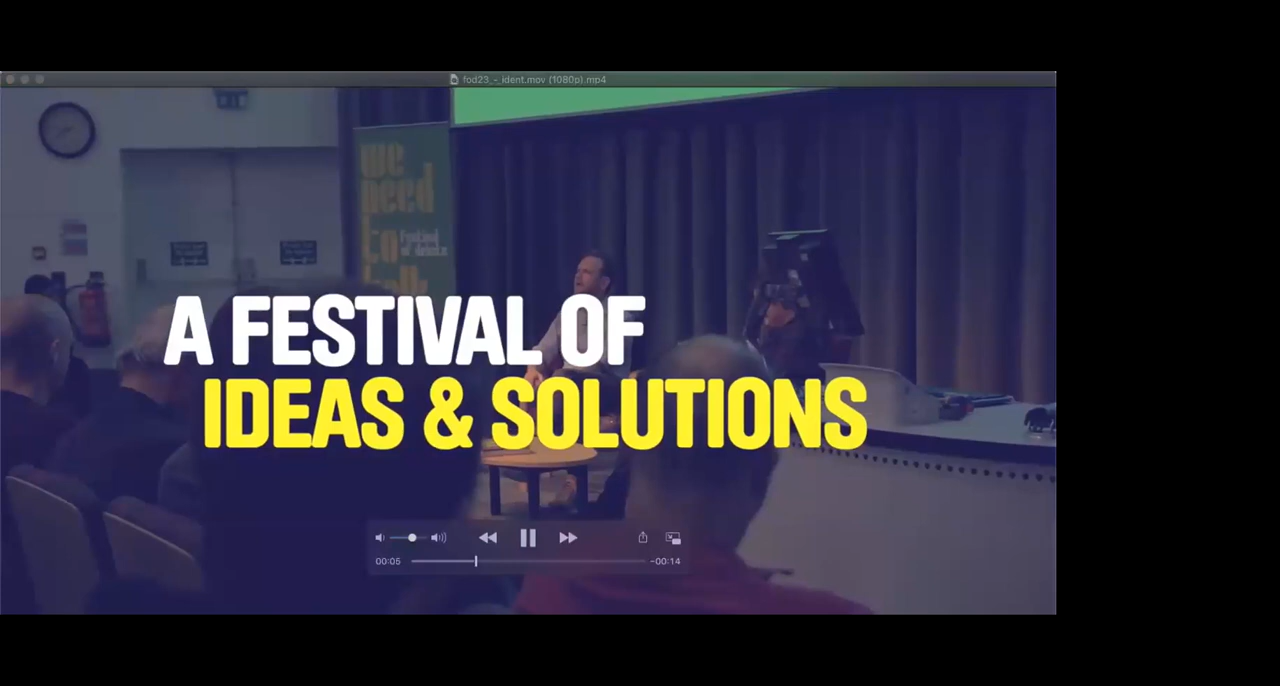 fod23_-_ident.mov (1080p).mp4
we
need
to
talk
Festival
of debate
A FESTIVAL OF
IDEAS & SOLUTIONS
00:05
-00:14